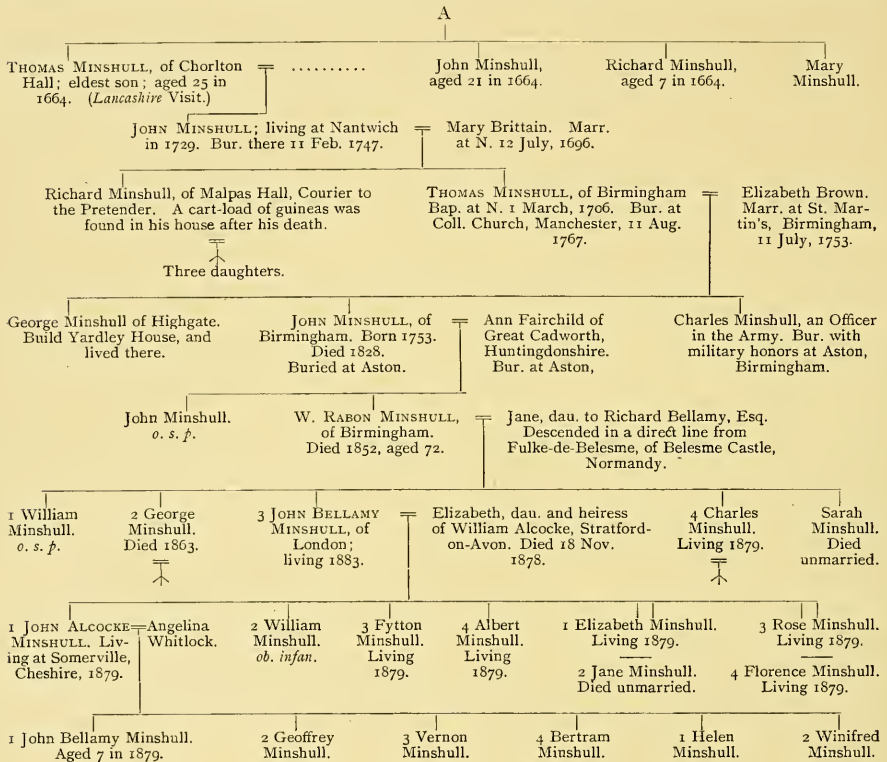 A
THOMAS MINSHULL, of Chorlton
Hall; eldest son; aged 25 in
1664. (Lancashire Visit.)
..........
John Minshull,
aged 21 in 1664.
Richard Minshull,
aged 7 in 1664.
Mary
Minshull.
JOHN MINSHULL; living at Nantwich
in 1729. Bur. there 11 Feb. 1747.
Mary Brittain. Marr.
at N. 12 July, 1696.
Richard Minshull, of Malpas Hall, Courier to
the Pretender. A cart-load of guineas was
found in his house after his death.
Three daughters.
THOMAS MINSHULL, of Birmingham
Bap. at N. 1 March, 1706. Bur. at
Coll. Church, Manchester, 11 Aug.
1767.
Elizabeth Brown.
Marr. at St. Mar-
tin's, Birmingham,
11 July, 1753.
George Minshull of Highgate.
Build Yardley House, and
lived there.
JOHN MINSHULL, of
Birmingham. Born 1753.
Died 1828.
Buried at Aston.
Ann Fairchild of
Great Cadworth,
Huntingdonshire.
Bur. at Aston,
Charles Minshull, an Officer
in the Army. Bur. with
military honors at Aston,
Birmingham.
John Minshull.
o. s. p.
W. RABON MINSHULL,
of Birmingham.
Died 1852, aged 72.
Jane, dau. to Richard Bellamy, Esq.
Descended in a direct line from
Fulke-de-Belesme, of Belesme Castle,
Normandy.
1 William
Minshull.
o. s. p.
2 George
Minshull.
Died 1863.
3 JOHN BELLAMY
MINSHULL, of
London;
living 1883.
Elizabeth, dau. and heiress
of William Alcocke, Stratford-
on-Avon. Died 18 Nov.
1878.
4 Charles
Minshull.
Living 1879.
Sarah
Minshull.
Died
unmarried.
1 JOHN ALCOCKE
MINSHULL. Liv-
ing at Somerville,
Cheshire, 1879.
Angelina
Whitlock.
2 William
Minshull.
ob. infan.
3 Fytton
Minshull.
Living
1879.
4 Albert
Minshull.
Living
1879.
1 Elizabeth Minshull.
Living 1879.
2 Jane Minshull.
Died unmarried.
3 Rose Minshull.
Living 1879.
4 Florence Minshull.
Living 1879.
1 John Bellamy Minshull.
Aged 7 in 1879.
2 Geoffrey
Minshull.
3 Vernon
Minshull.
4 Bertram
Minshull.
1 Helen
Minshull.
2 Winifred
Minshull.